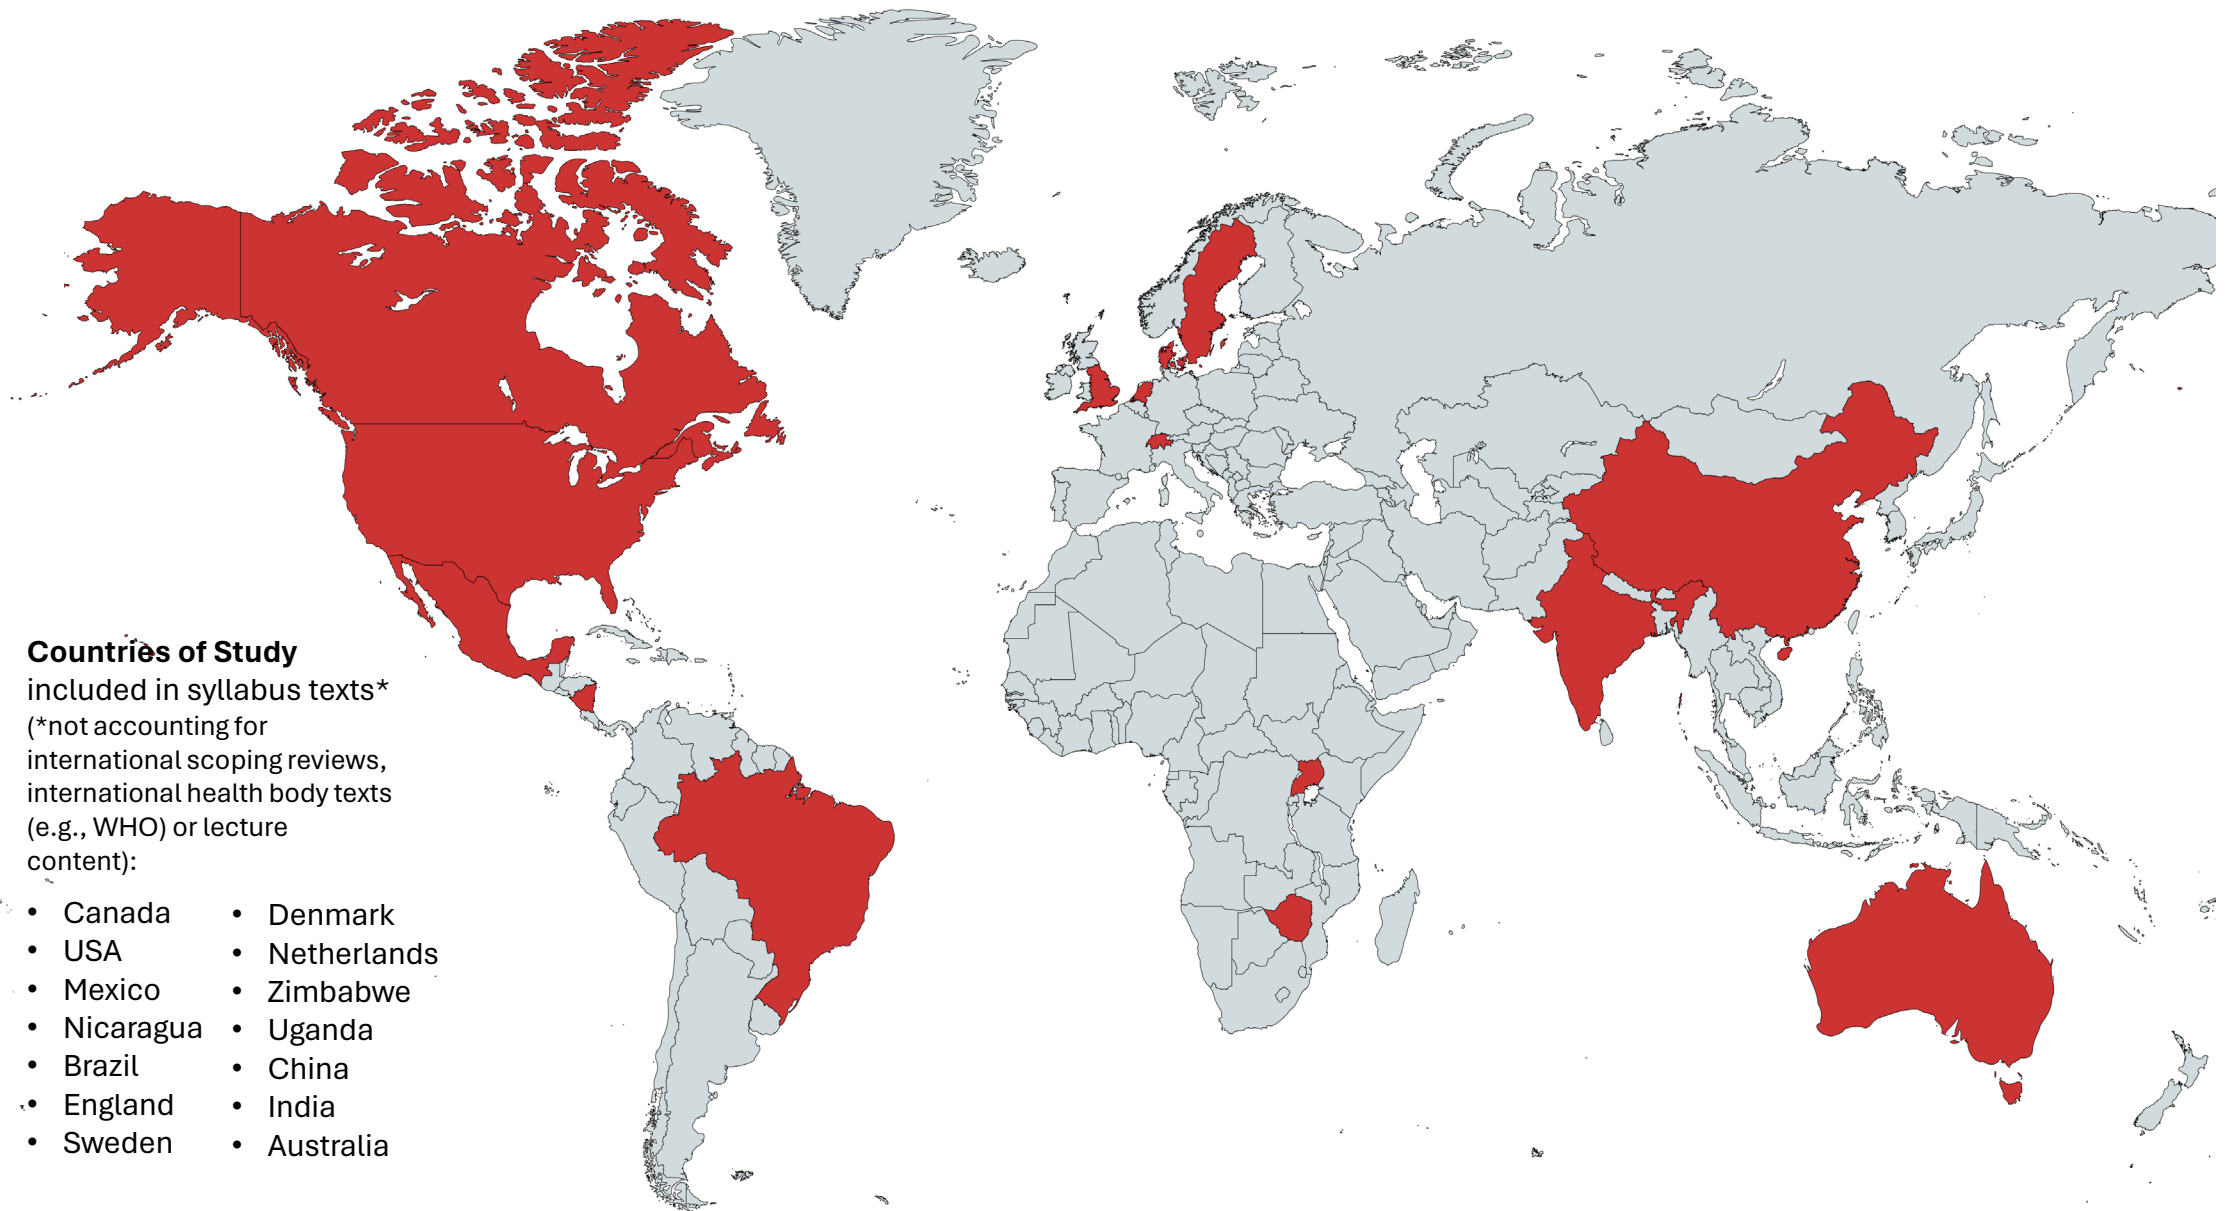 Countries of Study
included in syllabus texts*
(*not accounting for
international scoping reviews,
international health body texts
(e.g., WHO) or lecture
content):
• Canada
• USA
• Mexico
• Nicaragua
• Brazil
• England
• Sweden
• Denmark
• Netherlands
• Zimbabwe
• Uganda
• China
• India
• Australia